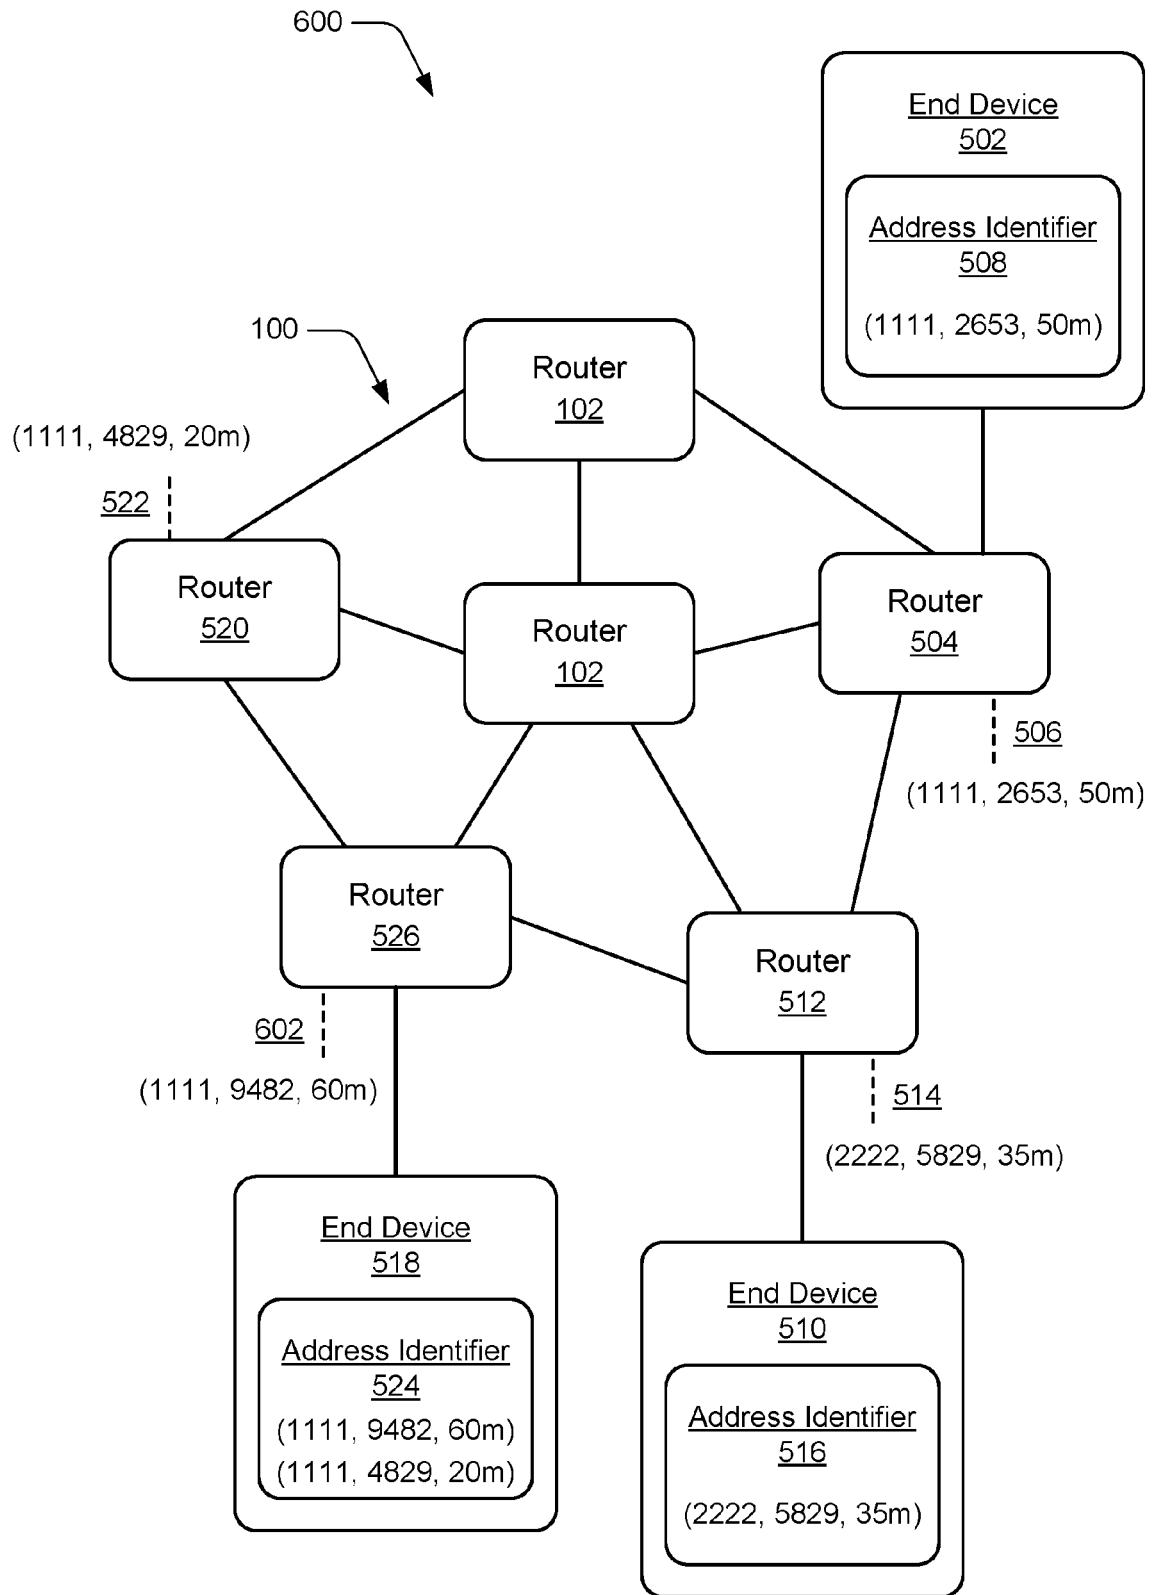 600
End Device
502
Address Identifier
508
(1111, 2653, 50m)
100
Router
102
(1111, 4829, 20m)
522
Router
520
Router
102
Router
504
506
(1111, 2653, 50m)
Router
526
Router
512
602
(1111, 9482, 60m)
514
(2222, 5829, 35m)
End Device
518
Address Identifier
524
(1111, 9482, 60m)
(1111, 4829, 20m)
End Device
510
Address Identifier
516
(2222, 5829, 35m)